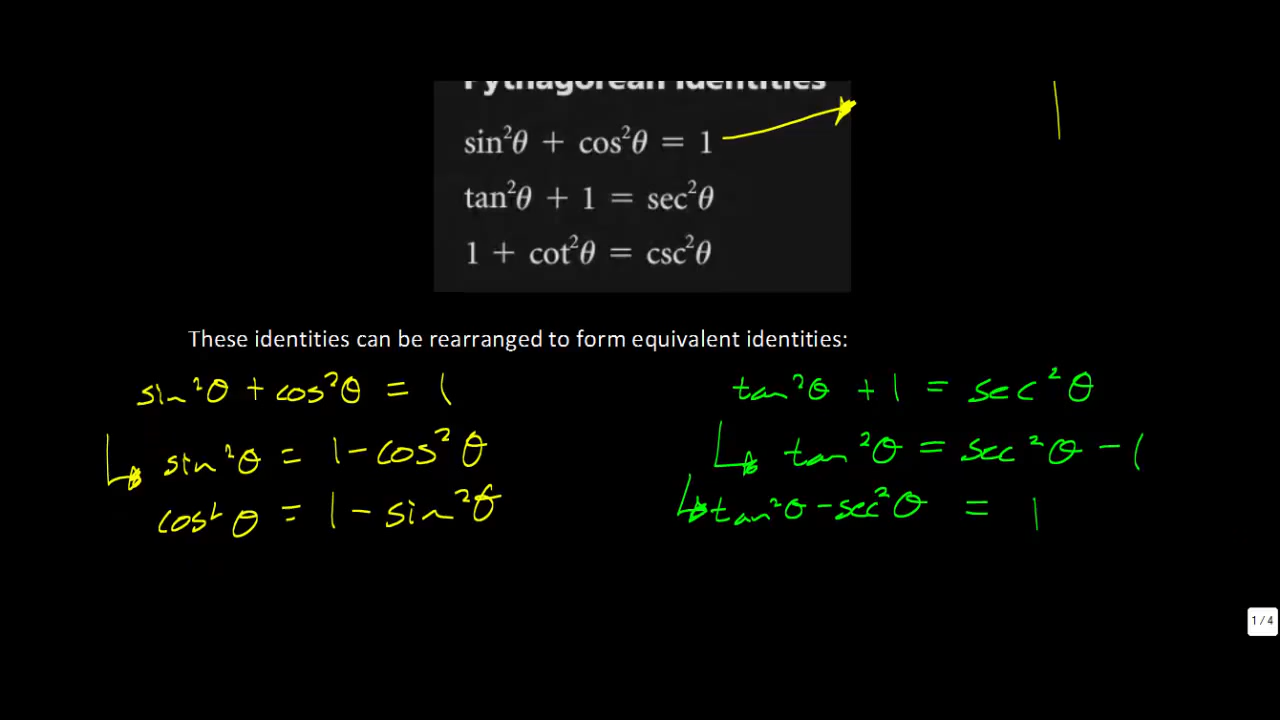 Pythagorean Identities
sin²θ + cos²θ = 1
tan²θ + 1 = sec²θ
1 + cot²θ = csc²θ
These identities can be rearranged to form equivalent identities:
sin²θ + cos²θ = 1
sin²θ = 1 - cos²θ
cos²θ = 1 - sin²θ
tan²θ + 1 = sec²θ
tan²θ = sec²θ - 1
tan²θ - sec²θ = 1
1 / 4